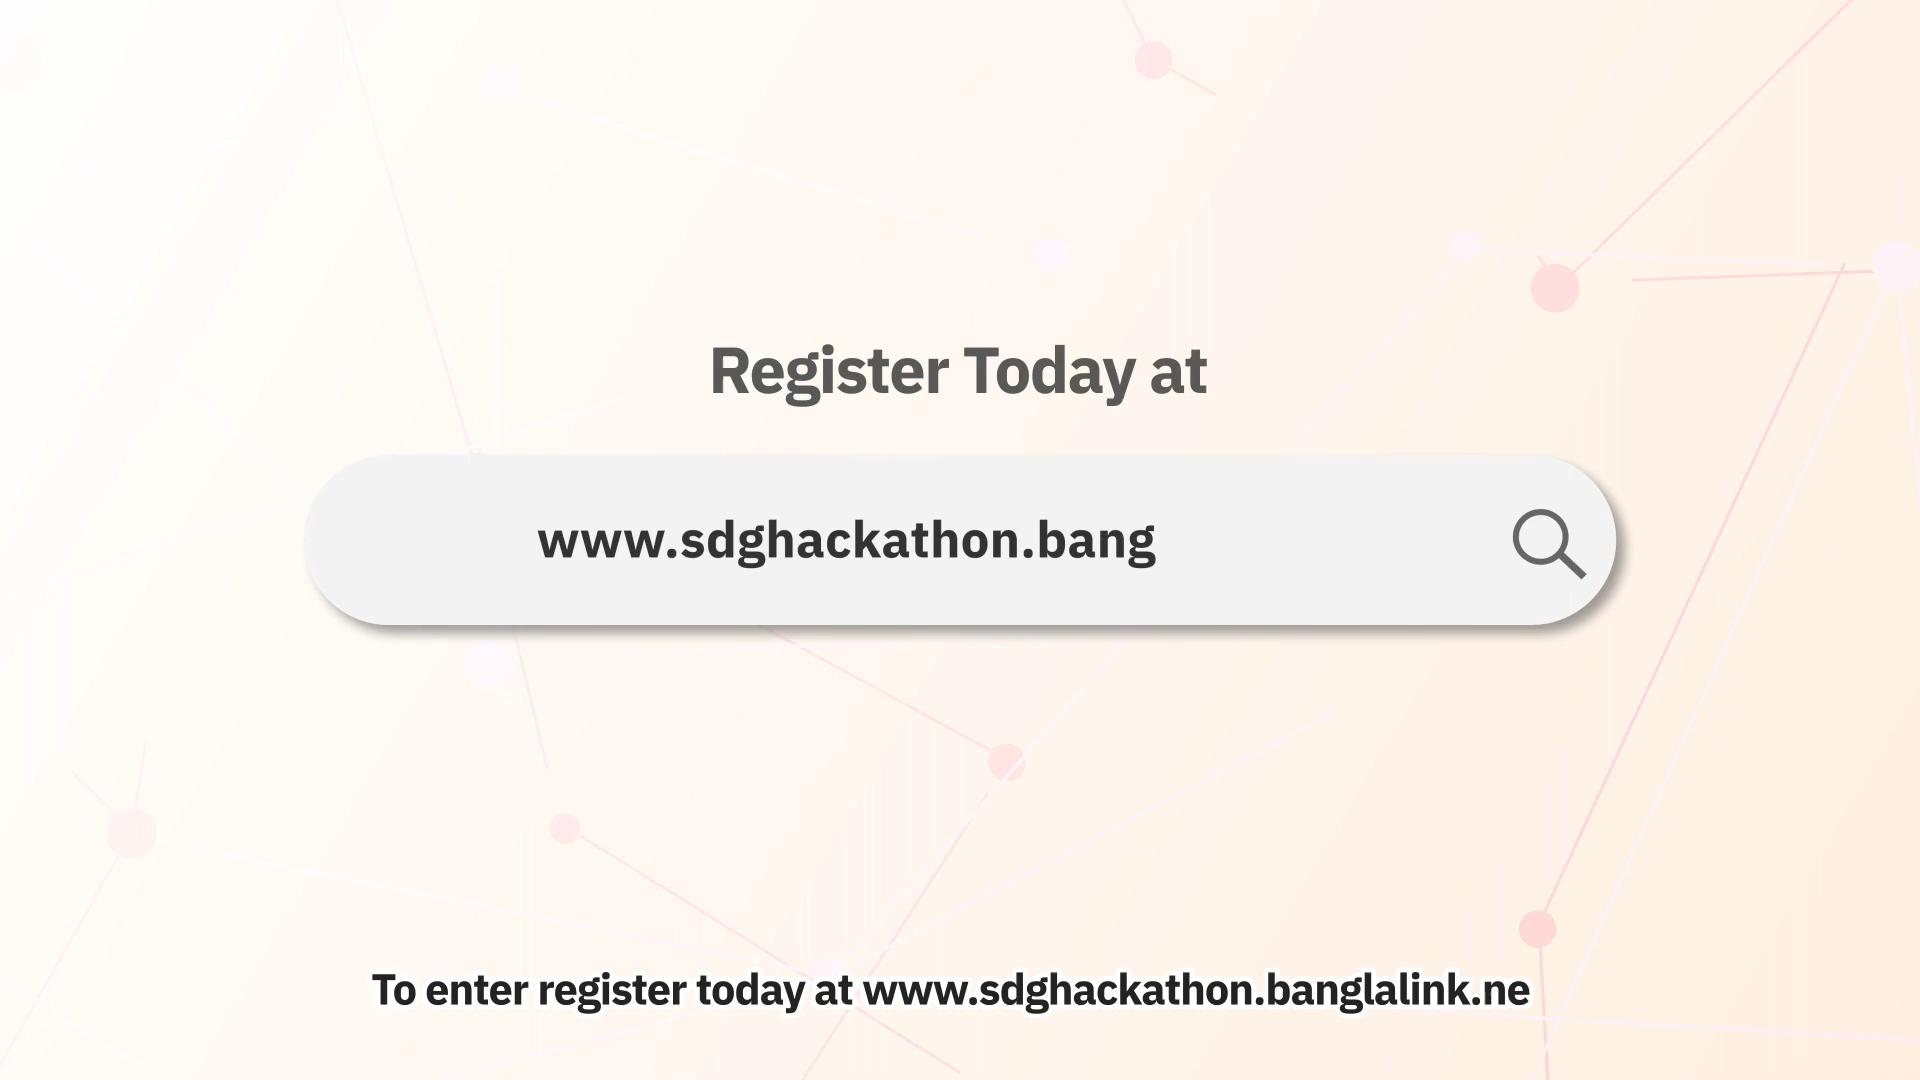 Register Today at
www.sdghackathon.bang
To enter register today at www.sdghackathon.banglalink.ne